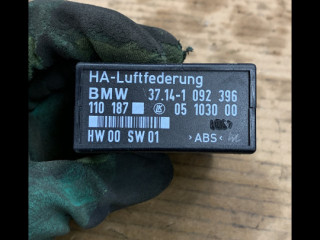 HA-Luftfederung
BMW 37.14-1 092 396
110 187 05 1030 00
HW 00 SW 01 >ABS<